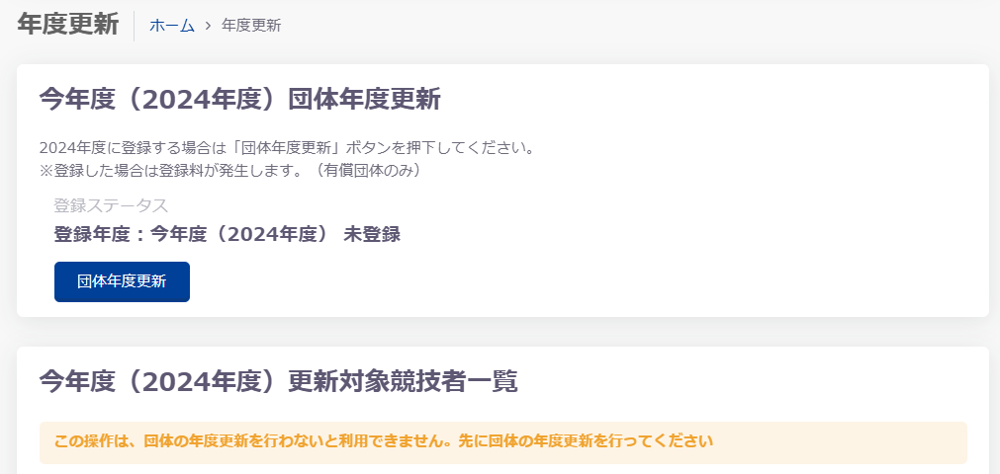 年度更新
ホーム > 年度更新
今年度（2024年度）団体年度更新
2024年度に登録する場合は「団体年度更新」ボタンを押下してください。
※登録した場合は登録料が発生します。（有償団体のみ）
登録ステータス
登録年度：今年度（2024年度） 未登録
団体年度更新
今年度（2024年度）更新対象競技者一覧
この操作は、団体の年度更新を行わないと利用できません。先に団体の年度更新を行ってください